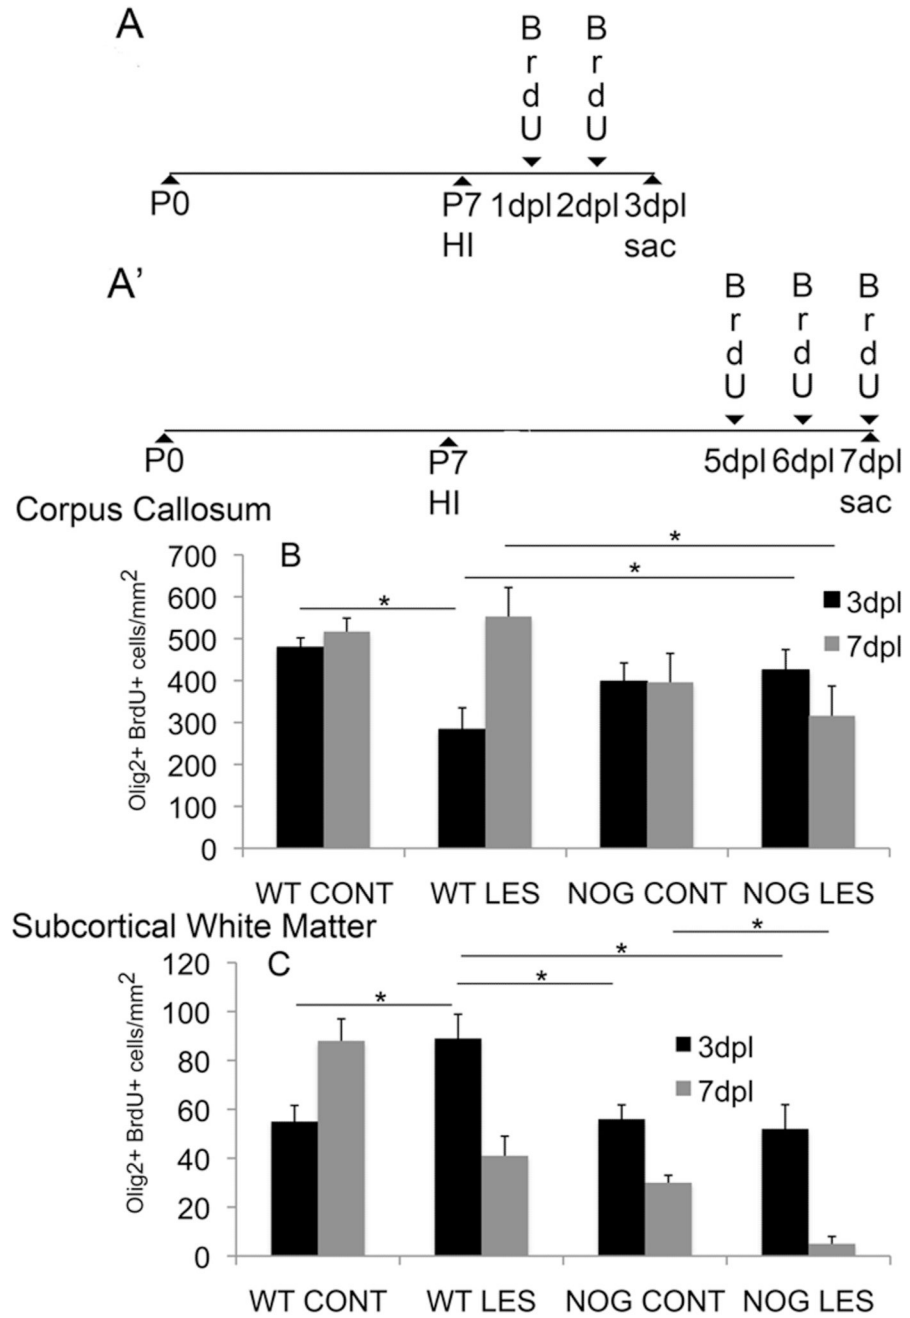 A
B B
r r
d d
U U
P0 P7 1dpl 2dpl 3dpl
HI sac
A’
B B B
r r r
d d d
U U U
P0 P7 5dpl 6dpl 7dpl
HI sac
Corpus Callosum
B
*
*
*
700
600
500
400
300
200
100
0
Olig2+ BrdU+ cells/mm2
3dpl
7dpl
WT CONT WT LES NOG CONT NOG LES
Subcortical White Matter
C
*
*
*
*
120
100
80
60
40
20
0
Olig2+ BrdU+ cells/mm2
3dpl
7dpl
WT CONT WT LES NOG CONT NOG LES